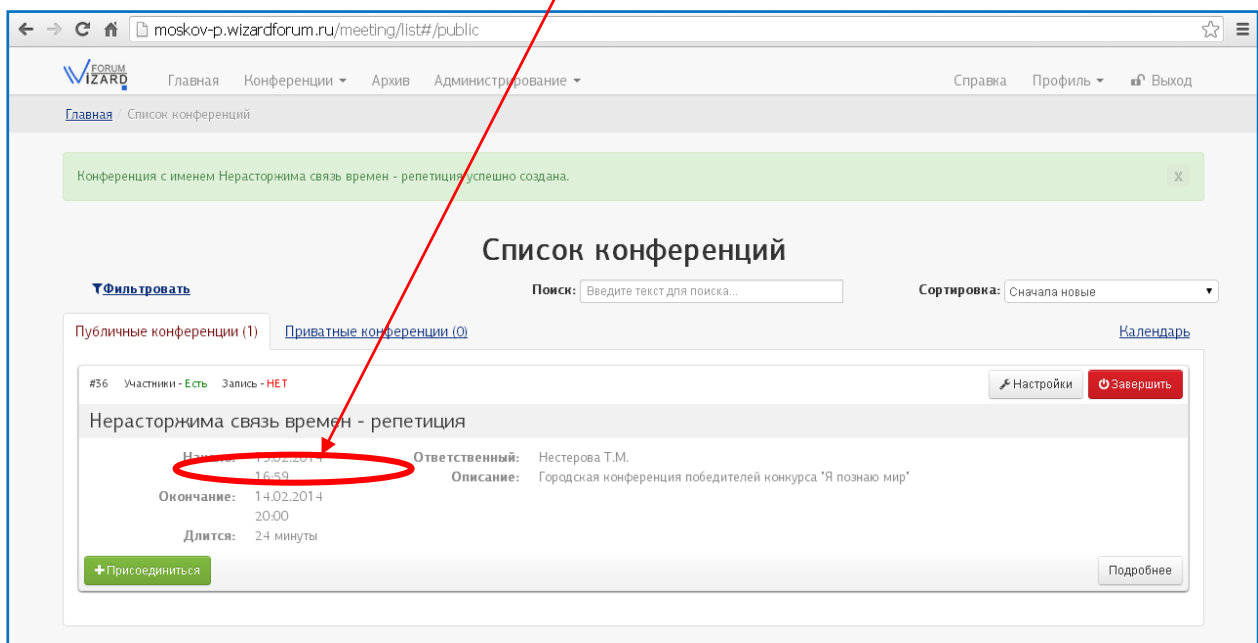 moskov-p.wizardforum.ru/meeting/list#/public
FORUM
WIZARD Главная Конференции Архив Администрирование Справка Профиль Выход
Главная / Список конференций
Конференция с именем Нерасторжима связь времен - репетиция успешно создана. X
Список конференций
Фильтровать Поиск: Введите текст для поиска... Сортировка: Сначала новые
Публичные конференции (1) Приватные конференции (0) Календарь
#36 Участники - Есть Запись - НЕТ Настройки Завершить
Нерасторжима связь времен - репетиция
Ответственный: Нестерова Т.М.
16:59 Описание: Городская конференция победителей конкурса "Я познаю мир"
Окончание: 14.02.2014
20:00
Длится: 24 минуты
+Присоединиться Подробнее